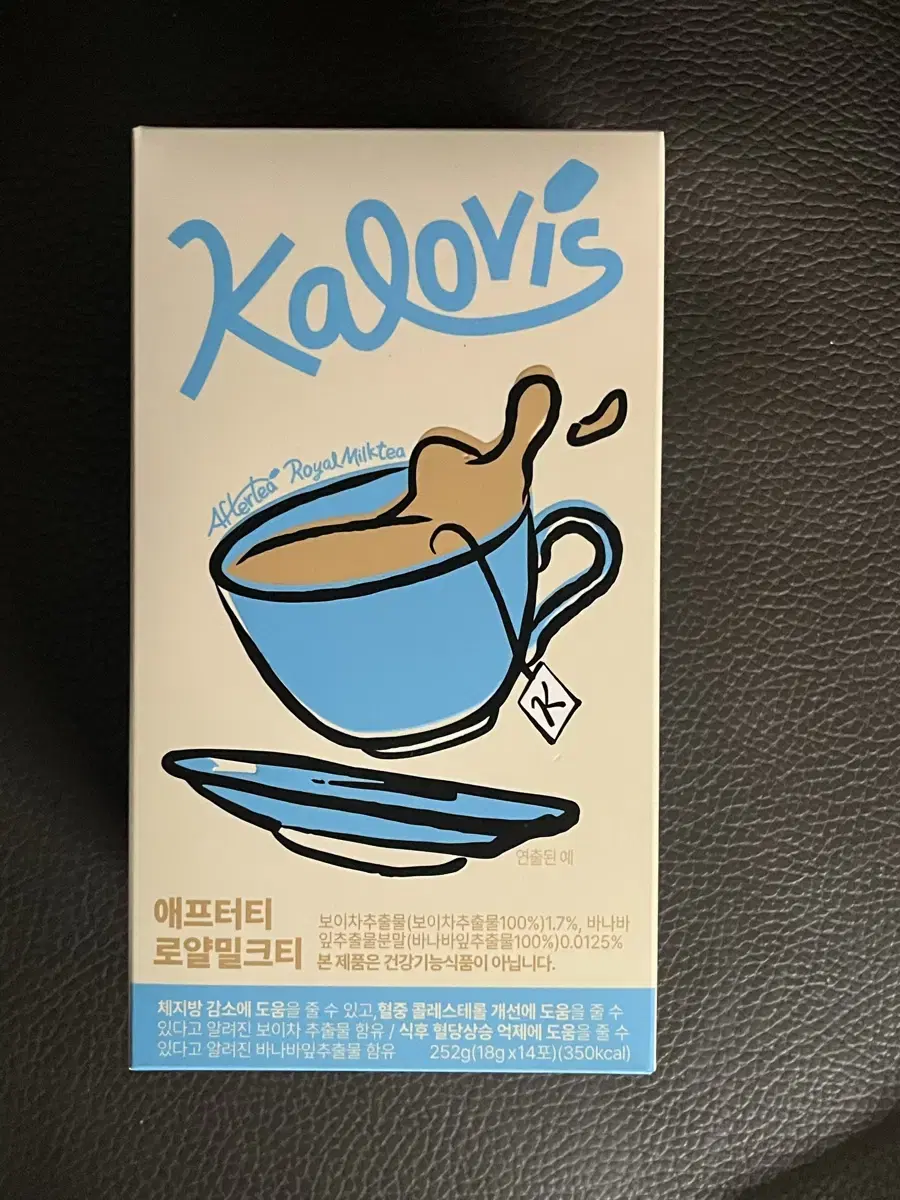 Kalovis
Aftertea Royal Milktea
K
연출된 예
애프터티
로얄밀크티
보이차추출물(보이차추출물100%)1.7%, 바나바
잎추출물분말(바나바잎추출물100%)0.0125%
본 제품은 건강기능식품이 아닙니다.
체지방 감소에 도움을 줄 수 있고,혈중 콜레스테롤 개선에 도움을 줄 수
있다고 알려진 보이차 추출물 함유 / 식후 혈당상승 억제에 도움을 줄 수
있다고 알려진 바나바잎추출물 함유 252g(18g x 14포)(350kcal)